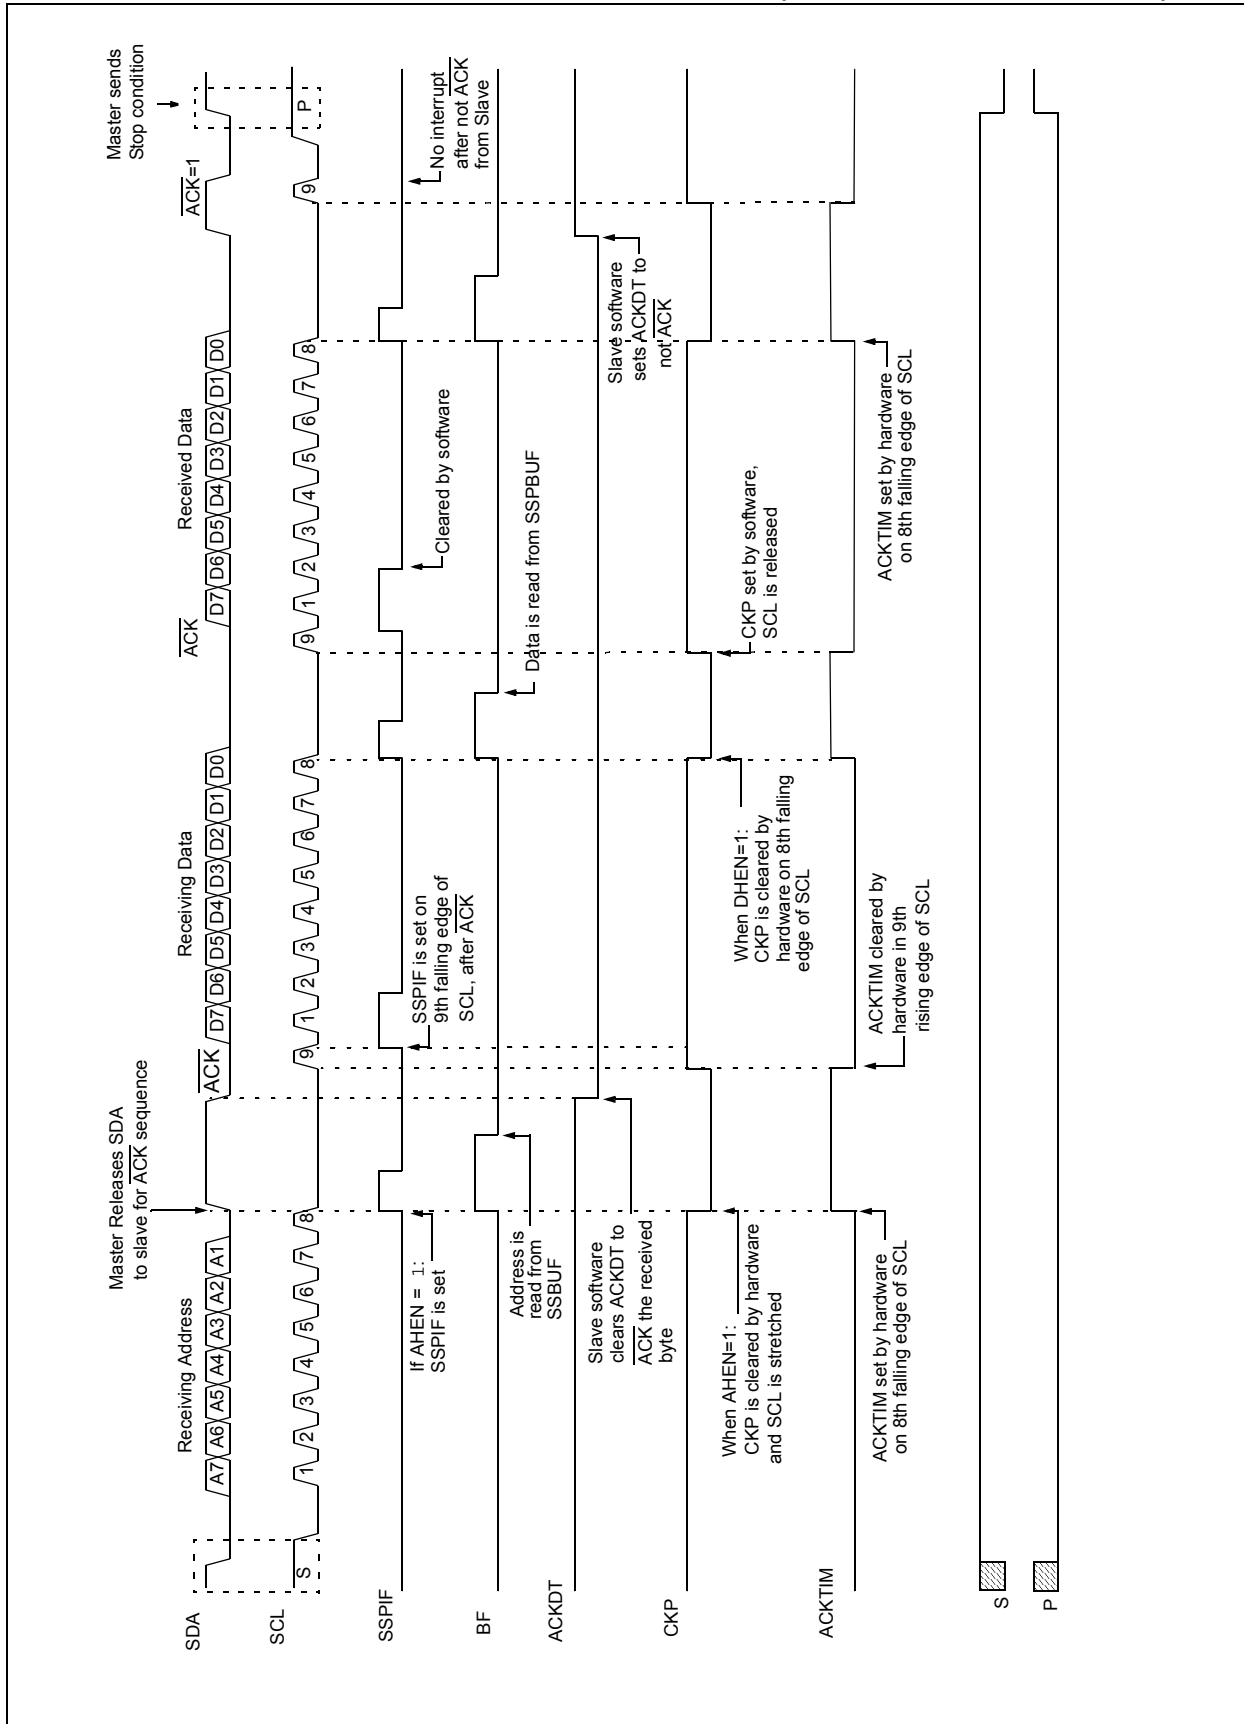 Master Releases SDA
to slave for ACK sequence
Master sends
Stop condition
Receiving Address
Receiving Data
Received Data
ACK
ACK
ACK=1
SDA
A7 A6 A5 A4 A3 A2 A1
D7 D6 D5 D4 D3 D2 D1 D0
D7 D6 D5 D4 D3 D2 D1 D0
SCL
S 1 2 3 4 5 6 7 8 9 1 2 3 4 5 6 7 8 9 1 2 3 4 5 6 7 8 9 P
SSPIF
If AHEN = 1:
SSPIF is set
SSPIF is set on
9th falling edge of
SCL, after ACK
Cleared by software
No interrupt
after not ACK
from Slave
BF
Address is
read from
SSBUF
Data is read from SSPBUF
ACKDT
Slave software
clears ACKDT to
ACK the received
byte
Slave software
sets ACKDT to
not ACK
CKP
When AHEN=1:
CKP is cleared by hardware
and SCL is stretched
When DHEN=1:
CKP is cleared by
hardware on 8th falling
edge of SCL
CKP set by software,
SCL is released
ACKTIM
ACKTIM set by hardware
on 8th falling edge of SCL
ACKTIM cleared by
hardware in 9th
rising edge of SCL
ACKTIM set by hardware
on 8th falling edge of SCL
S
P